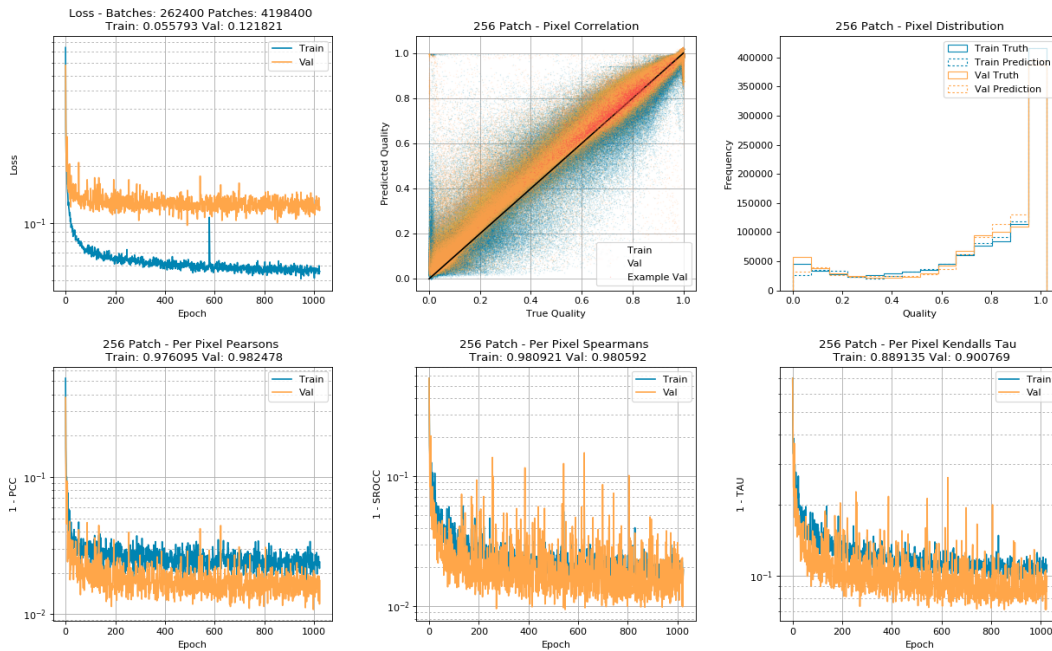 Loss - Batches: 262400 Patches: 4198400
Train: 0.055793 Val: 0.121821
Train
Val
10⁻¹
Loss
0
200
400
600
800
1000
Epoch
256 Patch - Pixel Correlation
1.0
0.8
0.6
0.4
0.2
0.0
Predicted Quality
Train
Val
Example Val
0.0
0.2
0.4
0.6
0.8
1.0
True Quality
256 Patch - Pixel Distribution
Train Truth
Train Prediction
Val Truth
Val Prediction
400000
350000
300000
250000
200000
150000
100000
50000
0
Frequency
0.0
0.2
0.4
0.6
0.8
1.0
Quality
256 Patch - Per Pixel Pearsons
Train: 0.976095 Val: 0.982478
Train
Val
10⁻¹
10⁻²
1 - PCC
0
200
400
600
800
1000
Epoch
256 Patch - Per Pixel Spearmans
Train: 0.980921 Val: 0.980592
Train
Val
10⁻¹
10⁻²
1 - SROCC
0
200
400
600
800
1000
Epoch
256 Patch - Per Pixel Kendalls Tau
Train: 0.889135 Val: 0.900769
Train
Val
10⁻¹
1 - TAU
0
200
400
600
800
1000
Epoch